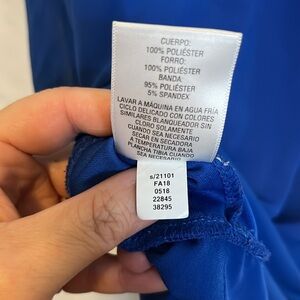 CUERPO:
100% POLIÉSTER
FORRO:
100% POLIÉSTER
BANDA:
95% POLIÉSTER
5% SPANDEX
LAVAR A MÁQUINA EN AGUA FRÍA
CICLO DELICADO CON COLORES
SIMILARES BLANQUEADOR SIN
CLORO SOLAMENTE
CUANDO SEA NECESARIO
SECAR EN SECADORA
A TEMPERATURA BAJA
PLANCHA TIBIA CUANDO
SEA NECESARIO
s/21101
FA18
0518
22845
38295